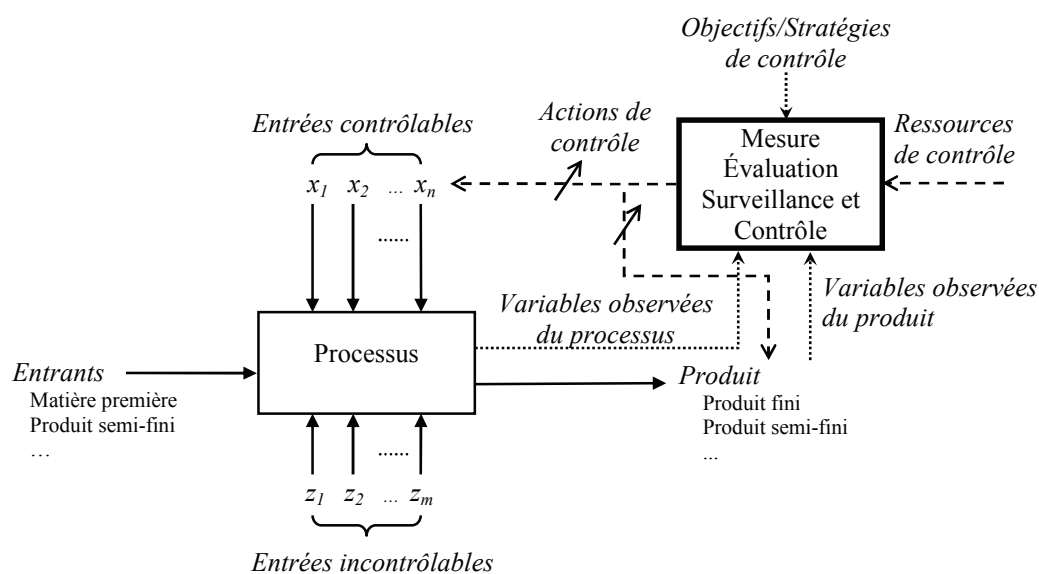 Objectifs/Stratégies
de contrôle
Entrées contrôlables
Actions de
contrôle
Mesure
Évaluation
Surveillance et
Contrôle
Ressources
de contrôle
x1 x2 ... xn
......
Variables observées
du processus
Variables observées
du produit
Processus
Entrants
Matière première
Produit semi-fini
…
Produit
Produit fini
Produit semi-fini
...
......
z1 z2 ... zm
Entrées incontrôlables